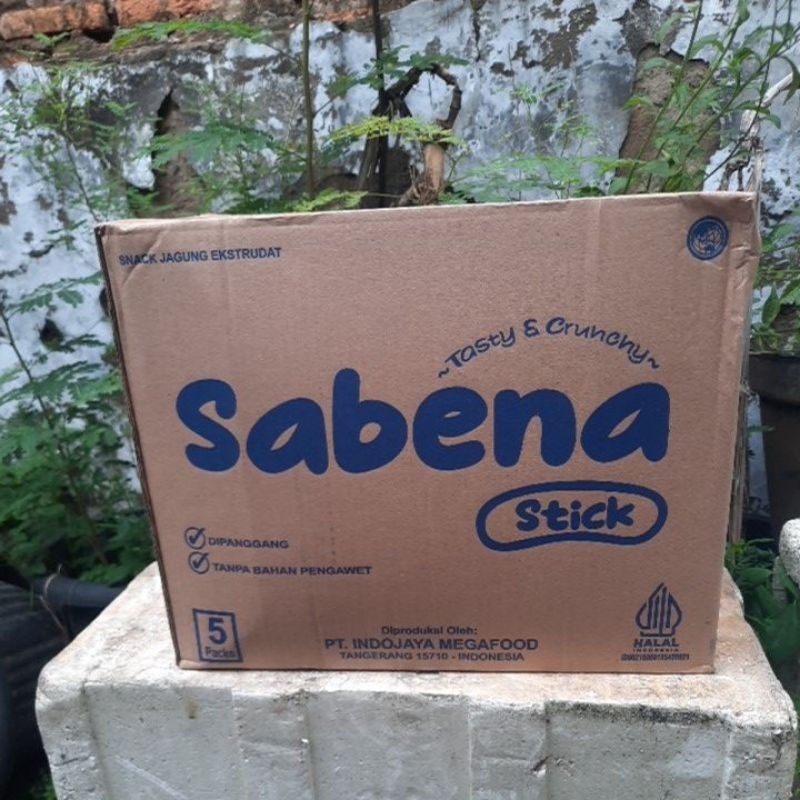 SNACK JAGUNG EKSTRUDAT
~Tasty & Crunchy~
Sabena
Stick
DIPANGGANG
TANPA BAHAN PENGAWET
5
Packs
Diproduksi Oleh:
PT. INDOJAYA MEGAFOOD
TANGERANG 15710 - INDONESIA
HALAL
INDONESIA